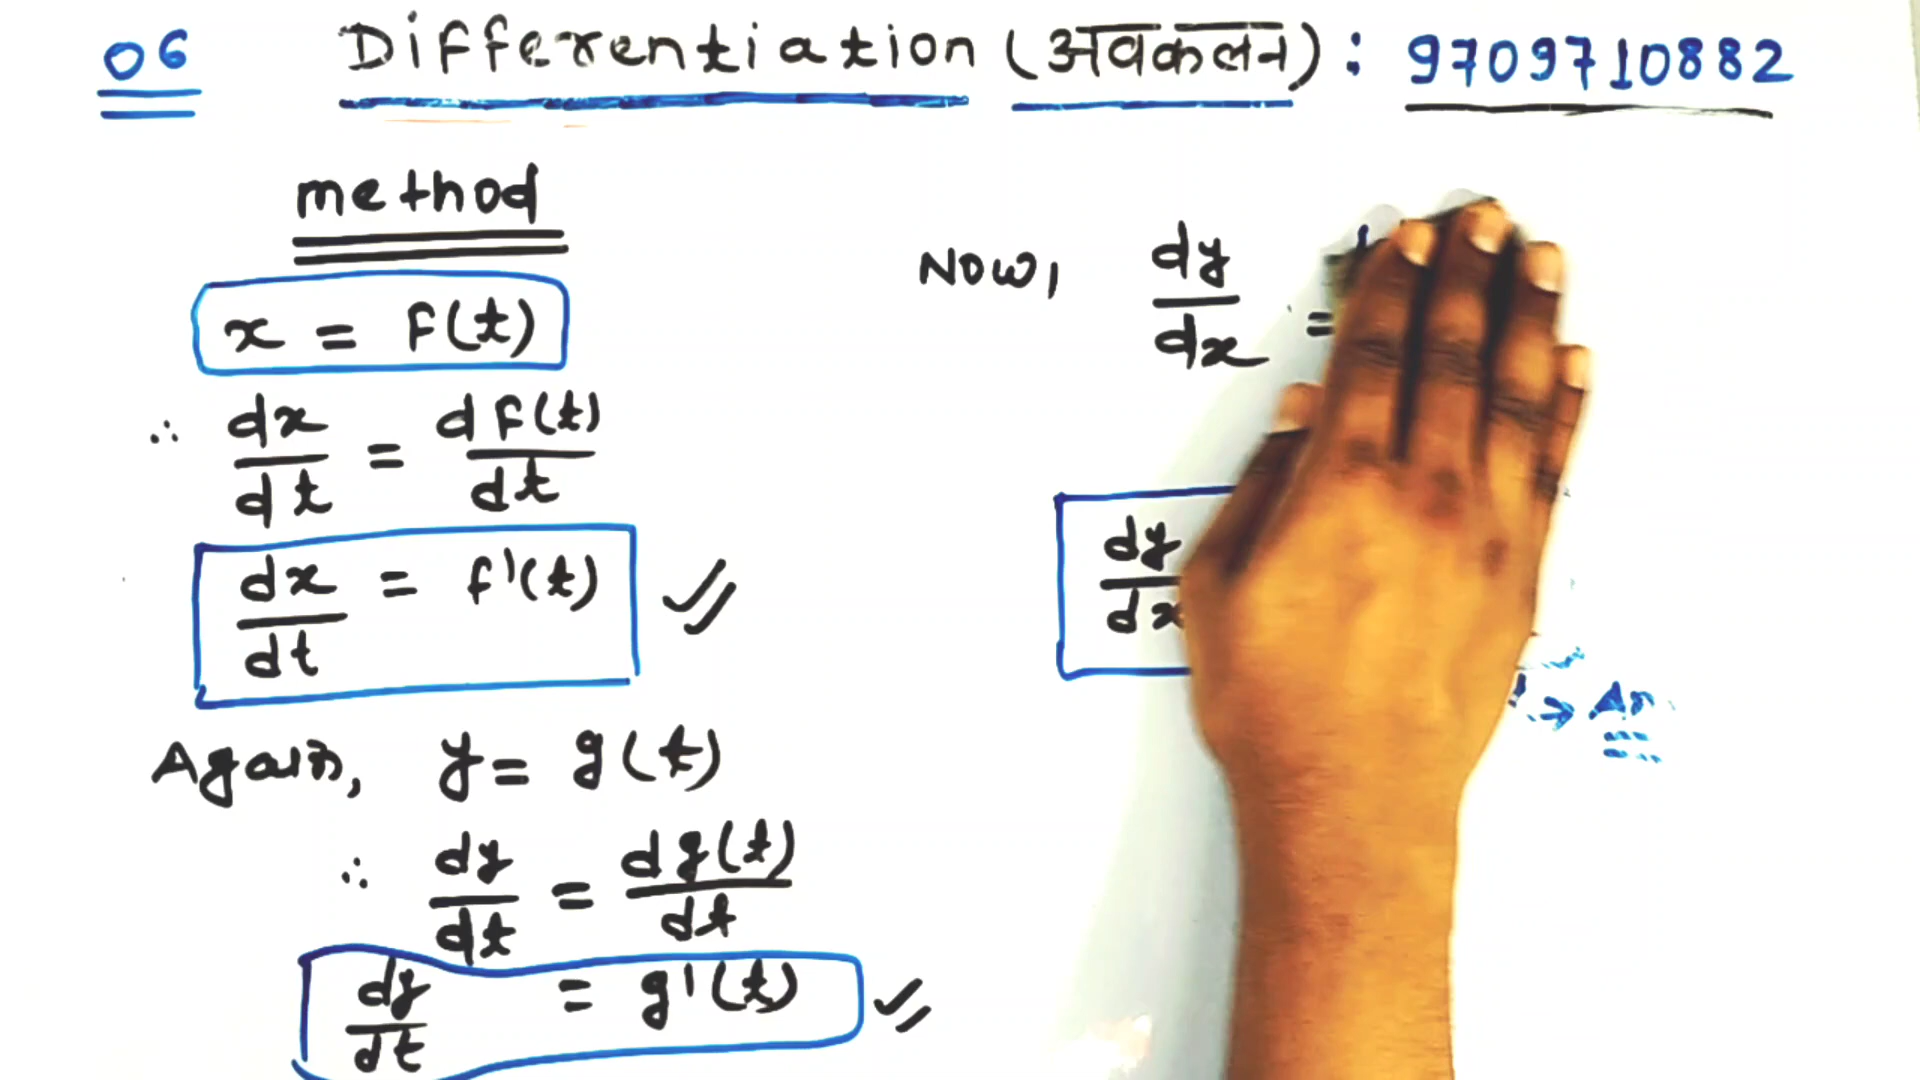 06 Differentiation (अवकलन) : 9709710882
method
x = f(t)
∴ dx/dt = df(t)/dt
dx/dt = f'(t)
Again, y = g(t)
∴ dy/dt = dg(t)/dt
dy/dt = g'(t)
Now, dy/dx =
dy/dx